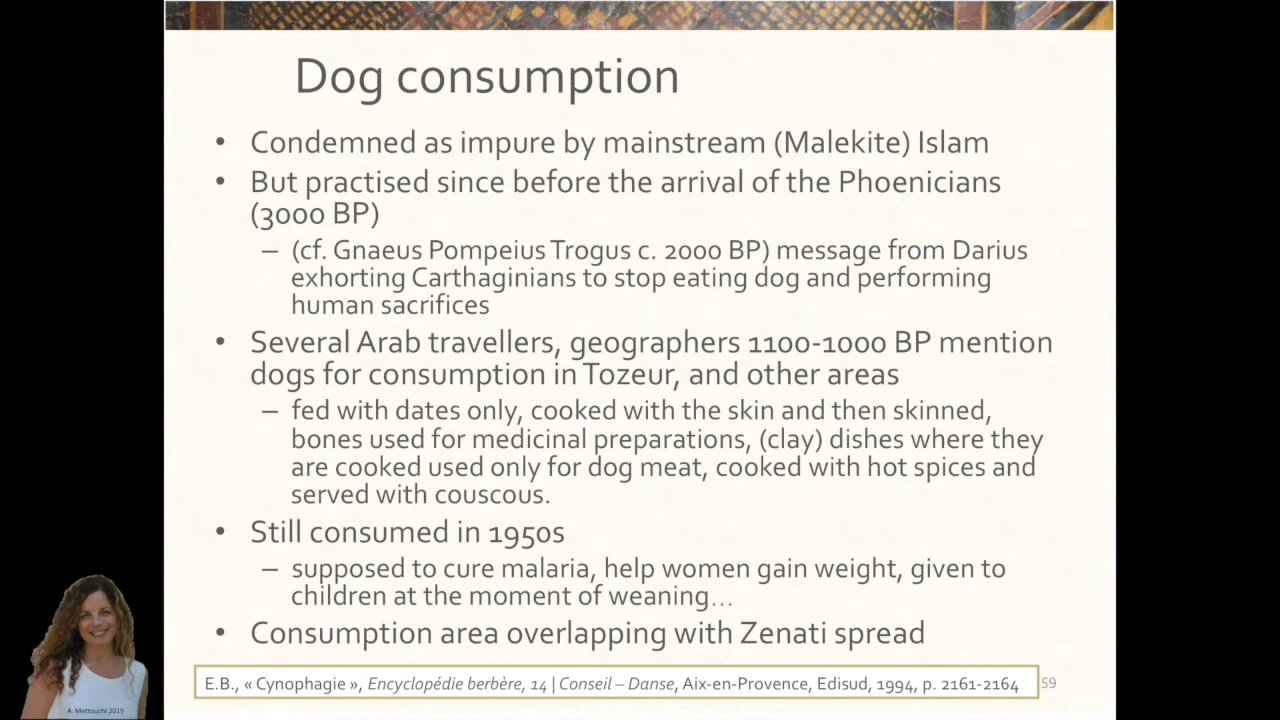 Dog consumption
• Condemned as impure by mainstream (Malekite) Islam
• But practised since before the arrival of the Phoenicians
(3000 BP)
– (cf. Gnaeus Pompeius Trogus c. 2000 BP) message from Darius
exhorting Carthaginians to stop eating dog and performing
human sacrifices
• Several Arab travellers, geographers 1100-1000 BP mention
dogs for consumption in Tozeur, and other areas
– fed with dates only, cooked with the skin and then skinned,
bones used for medicinal preparations, (clay) dishes where they
are cooked used only for dog meat, cooked with hot spices and
served with couscous.
• Still consumed in 1950s
– supposed to cure malaria, help women gain weight, given to
children at the moment of weaning…
• Consumption area overlapping with Zenati spread
E.B., « Cynophagie », Encyclopédie berbère, 14 | Conseil – Danse, Aix-en-Provence, Edisud, 1994, p. 2161-2164
59
A. Mettouchi 2019